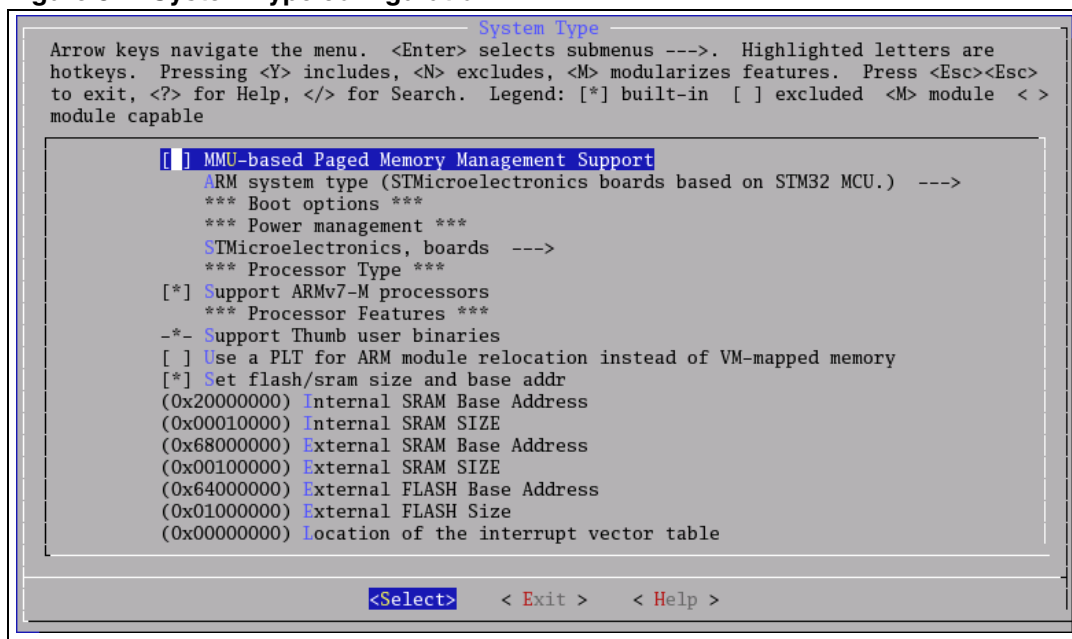 System Type
Arrow keys navigate the menu.  <Enter> selects submenus --->.  Highlighted letters are
hotkeys.  Pressing <Y> includes, <N> excludes, <M> modularizes features.  Press <Esc><Esc>
to exit, <?> for Help, </> for Search.  Legend: [*] built-in  [ ] excluded  <M> module  < >
module capable
[ ] MMU-based Paged Memory Management Support
ARM system type (STMicroelectronics boards based on STM32 MCU.)  --->
*** Boot options ***
*** Power management ***
STMicroelectronics, boards  --->
*** Processor Type ***
[*] Support ARMv7-M processors
*** Processor Features ***
-*- Support Thumb user binaries
[ ] Use a PLT for ARM module relocation instead of VM-mapped memory
[*] Set flash/sram size and base addr
(0x20000000) Internal SRAM Base Address
(0x00010000) Internal SRAM SIZE
(0x68000000) External SRAM Base Address
(0x00100000) External SRAM SIZE
(0x64000000) External FLASH Base Address
(0x01000000) External FLASH Size
(0x00000000) Location of the interrupt vector table
<Select>    < Exit >    < Help >